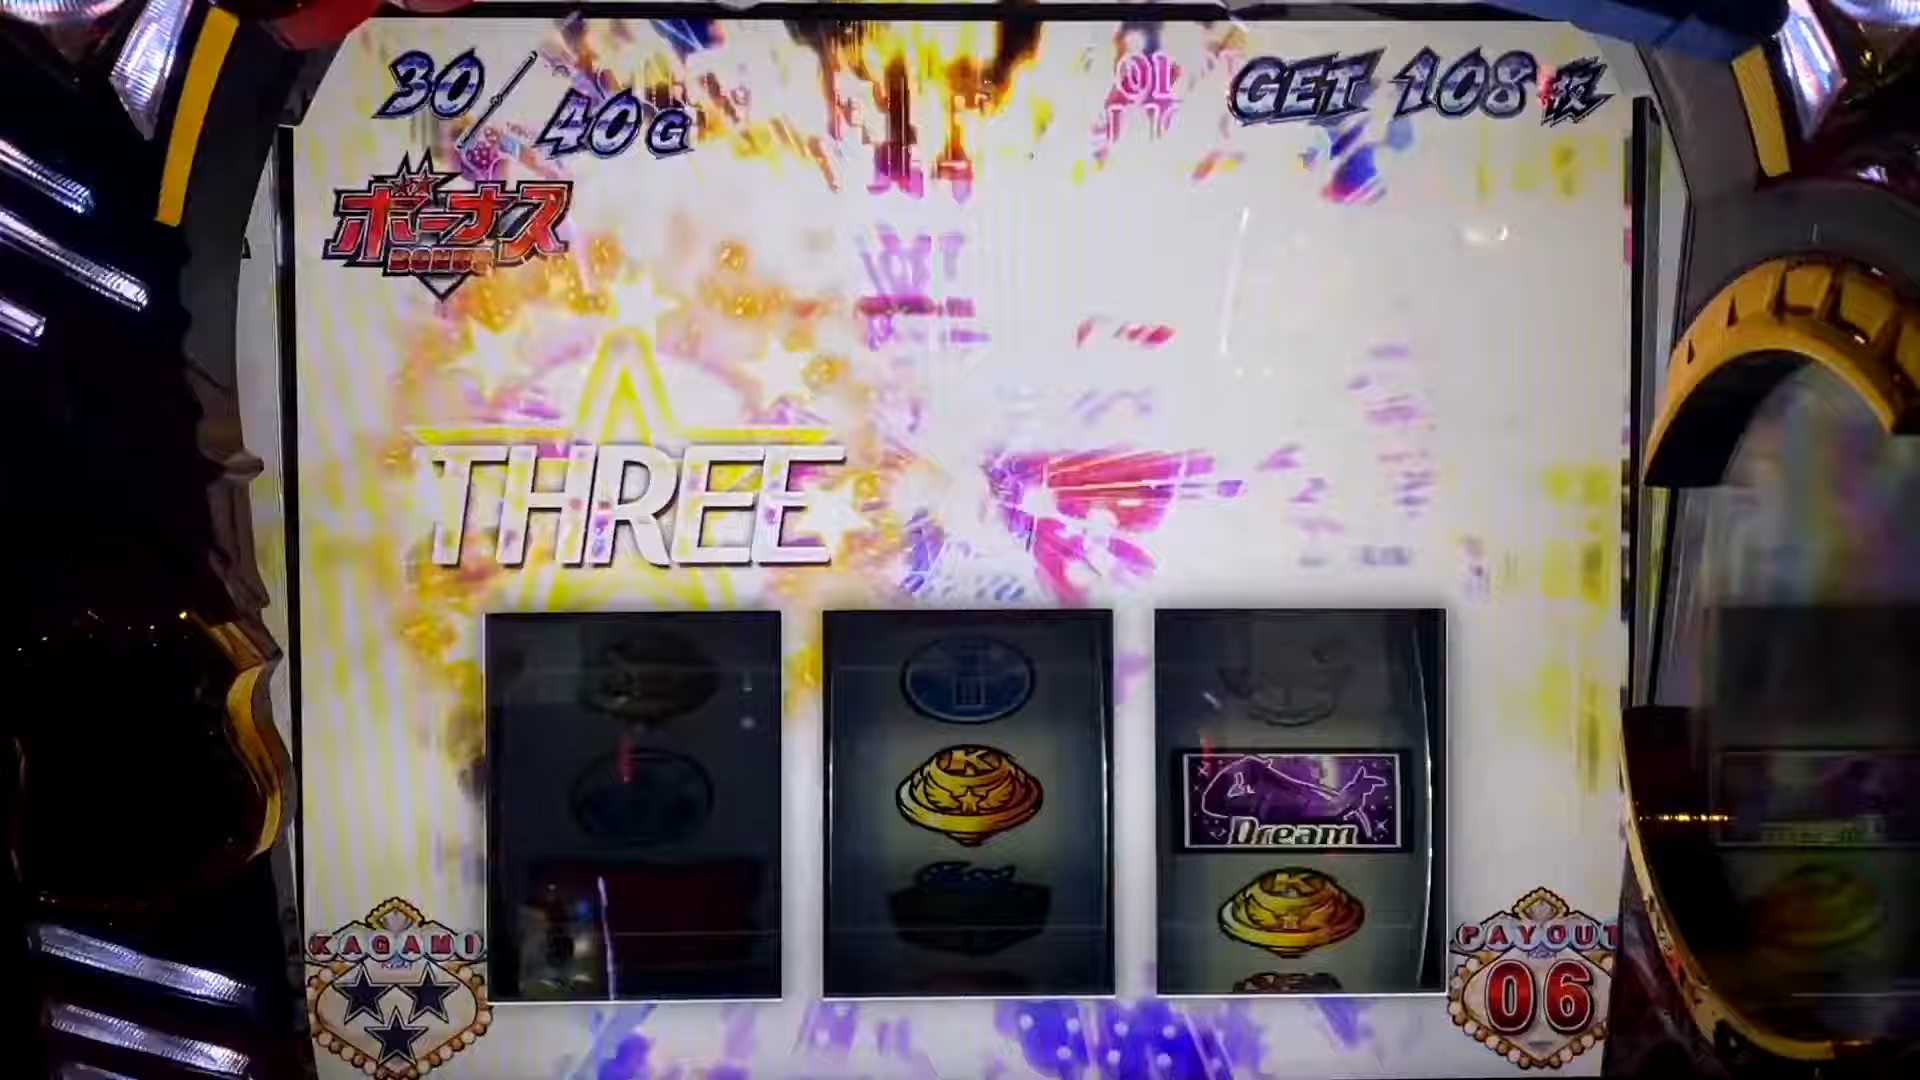 30/40G
GET 108枚
ボーナス
BONUS
THREE
K
Dream
K
KAGAMI
PAYOUT
06